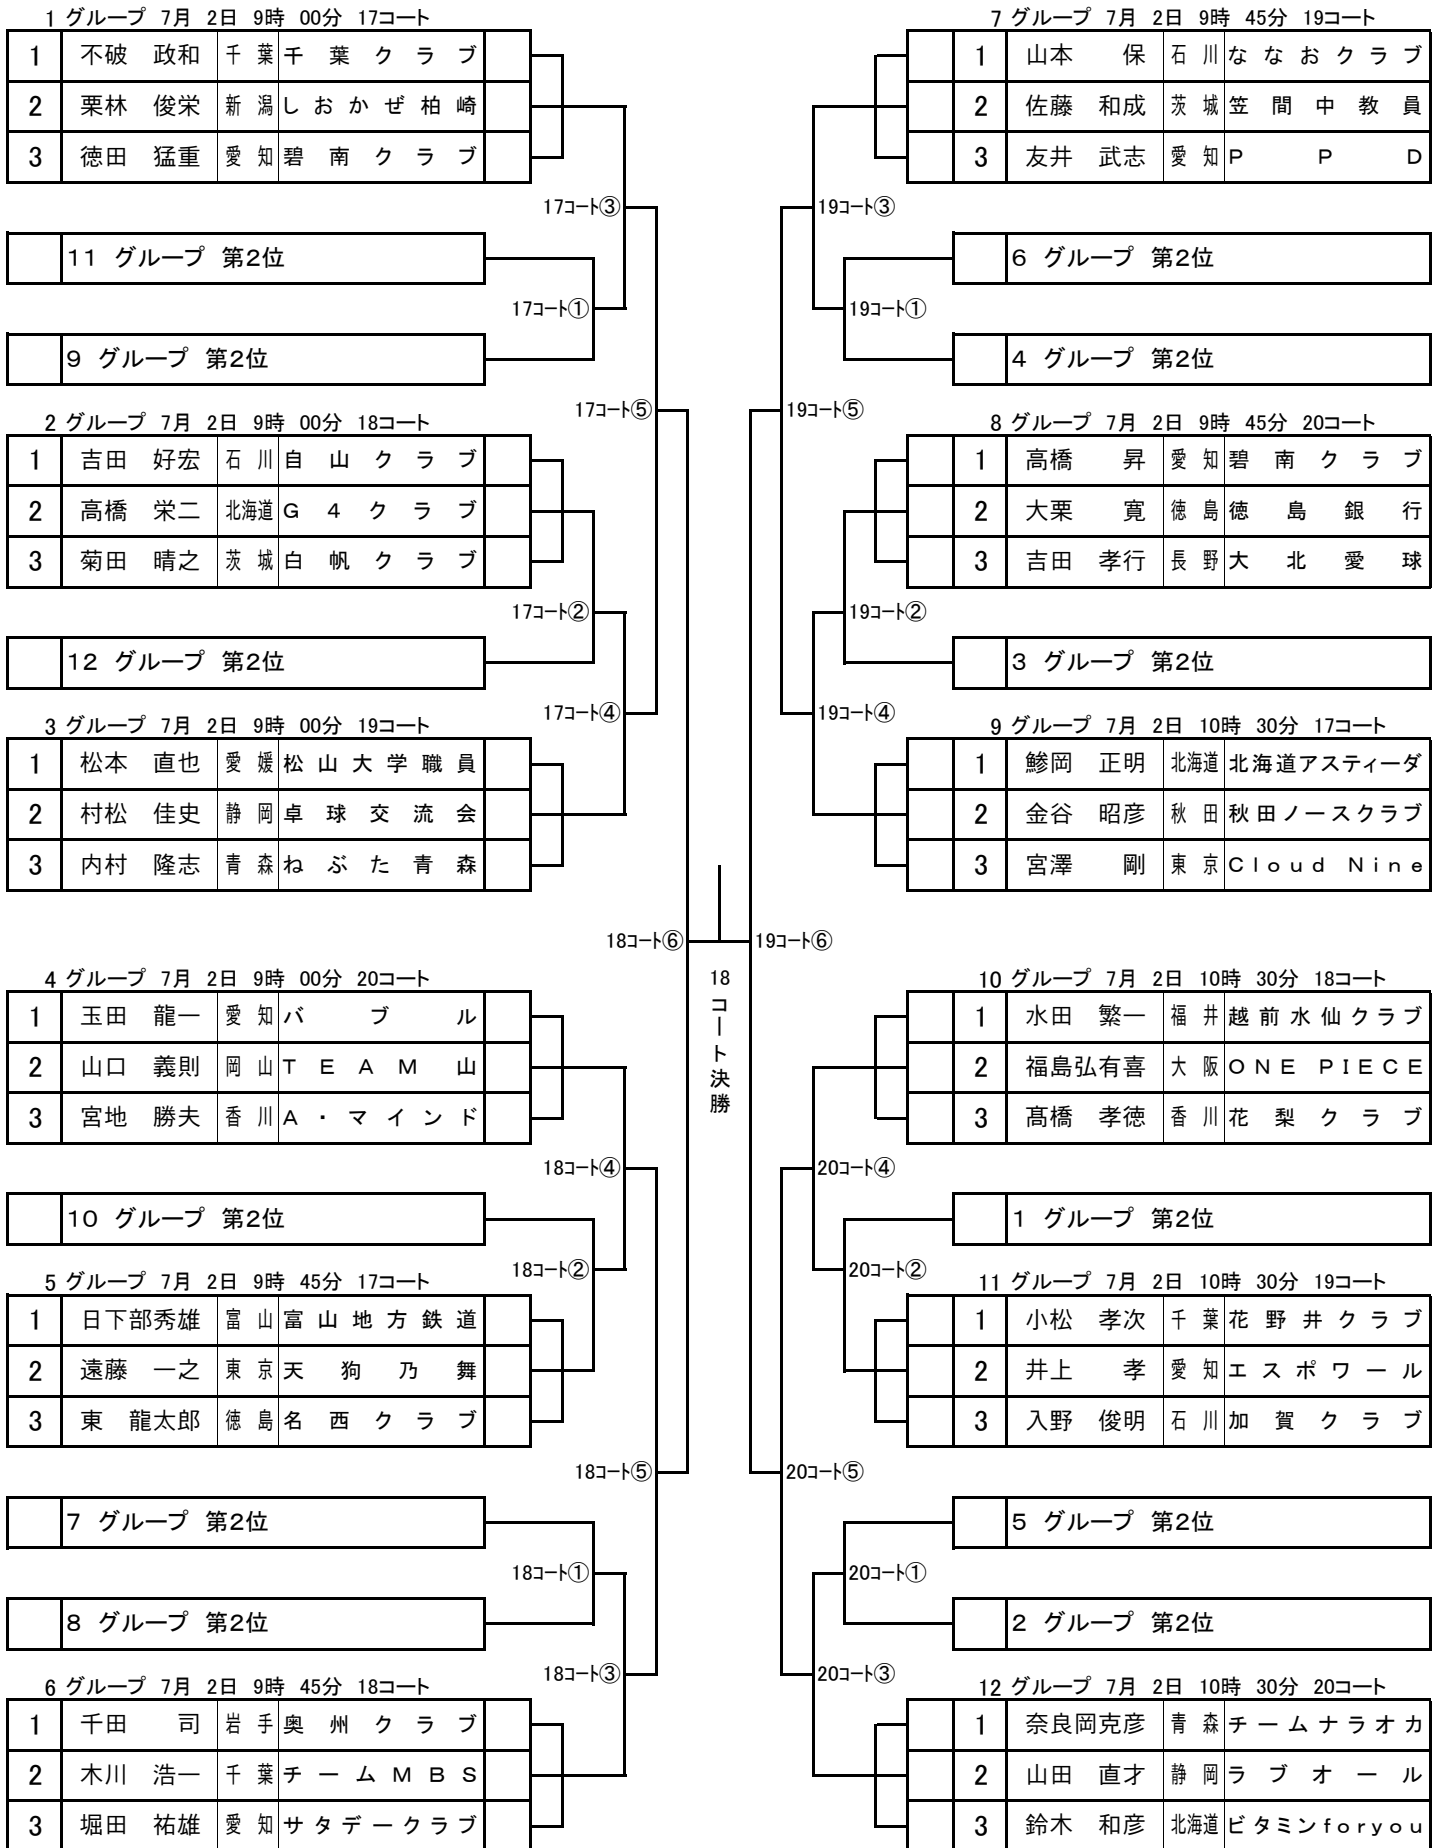 1 グループ 7月 2日 9時 00分 17コート
1 不破 政和 千葉 千葉クラブ
2 栗林 俊栄 新潟 しおかぜ柏崎
3 徳田 猛重 愛知 碧南クラブ
17コート③
11 グループ 第2位
17コート①
9 グループ 第2位
17コート⑤
2 グループ 7月 2日 9時 00分 18コート
1 吉田 好宏 石川 自山クラブ
2 高橋 栄二 北海道 G4クラブ
3 菊田 晴之 茨城 白帆クラブ
17コート②
12 グループ 第2位
17コート④
3 グループ 7月 2日 9時 00分 19コート
1 松本 直也 愛媛 松山大学職員
2 村松 佳史 静岡 卓球交流会
3 内村 隆志 青森 ねぶた青森
18コート⑥
4 グループ 7月 2日 9時 00分 20コート
1 玉田 龍一 愛知 バブル
2 山口 義則 岡山 TEAM 山
3 宮地 勝夫 香川 A・マインド
18コート④
10 グループ 第2位
18コート②
5 グループ 7月 2日 9時 45分 17コート
1 日下部秀雄 富山 富山地方鉄道
2 遠藤 一之 東京 天狗乃舞
3 東 龍太郎 徳島 名西クラブ
18コート⑤
7 グループ 第2位
18コート①
8 グループ 第2位
18コート③
6 グループ 7月 2日 9時 45分 18コート
1 千田 司 岩手 奥州クラブ
2 木川 浩一 千葉 チームMBS
3 堀田 祐雄 愛知 サタデークラブ
18コート決勝
7 グループ 7月 2日 9時 45分 19コート
1 山本 保 石川 ななおクラブ
2 佐藤 和成 茨城 笠間中教員
3 友井 武志 愛知 PPD
19コート③
6 グループ 第2位
19コート①
4 グループ 第2位
19コート⑤
8 グループ 7月 2日 9時 45分 20コート
1 高橋 昇 愛知 碧南クラブ
2 大栗 寛 徳島 徳島銀行
3 吉田 孝行 長野 大北愛球
19コート②
3 グループ 第2位
19コート④
9 グループ 7月 2日 10時 30分 17コート
1 鯵岡 正明 北海道 北海道アスティーダ
2 金谷 昭彦 秋田 秋田ノースクラブ
3 宮澤 剛 東京 Cloud Nine
19コート⑥
10 グループ 7月 2日 10時 30分 18コート
1 水田 繁一 福井 越前水仙クラブ
2 福島弘有喜 大阪 ONE PIECE
3 髙橋 孝徳 香川 花梨クラブ
20コート④
1 グループ 第2位
20コート②
11 グループ 7月 2日 10時 30分 19コート
1 小松 孝次 千葉 花野井クラブ
2 井上 孝 愛知 エスポワール
3 入野 俊明 石川 加賀クラブ
20コート⑤
5 グループ 第2位
20コート①
2 グループ 第2位
20コート③
12 グループ 7月 2日 10時 30分 20コート
1 奈良岡克彦 青森 チームナラオカ
2 山田 直才 静岡 ラブオール
3 鈴木 和彦 北海道 ビタミンforyou